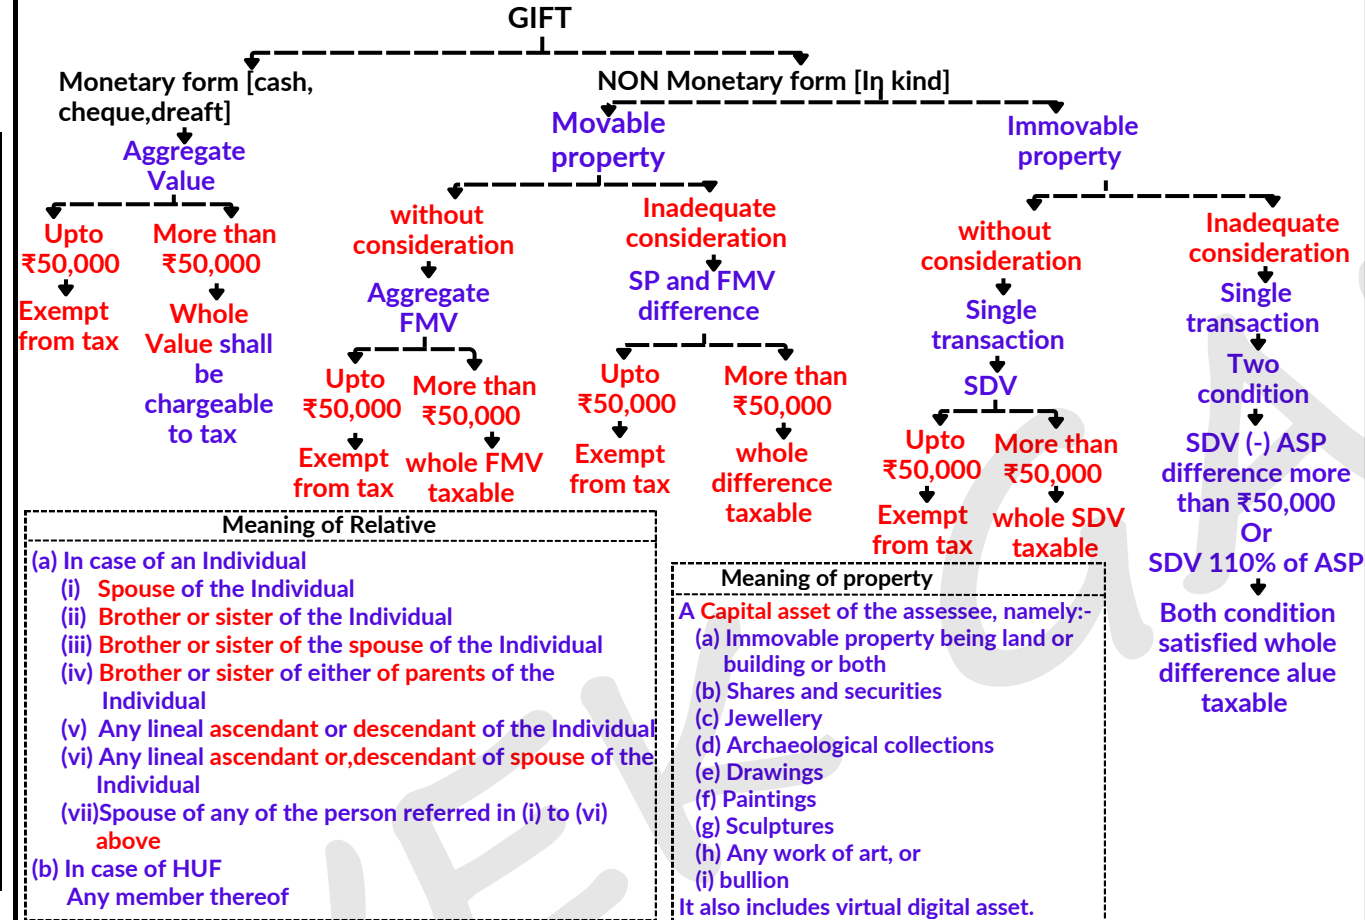 GIFT
Monetary form [cash,
cheque,dreaft]
Aggregate
Value
Upto
₹50,000
Exempt
from tax
More than
₹50,000
Whole
Value shall
be
chargeable
to tax
NON Monetary form [In kind]
Movable
property
without
consideration
Aggregate
FMV
Upto
₹50,000
Exempt
from tax
More than
₹50,000
whole FMV
taxable
Inadequate
consideration
SP and FMV
difference
Upto
₹50,000
Exempt
from tax
More than
₹50,000
whole
difference
taxable
Immovable
property
without
consideration
Single
transaction
SDV
Upto
₹50,000
Exempt
from tax
More than
₹50,000
whole SDV
taxable
Inadequate
consideration
Single
transaction
Two
condition
SDV (-) ASP
difference more
than ₹50,000
Or
SDV 110% of ASP
Both condition
satisfied whole
difference alue
taxable
Meaning of Relative
(a) In case of an Individual
(i) Spouse of the Individual
(ii) Brother or sister of the Individual
(iii) Brother or sister of the spouse of the Individual
(iv) Brother or sister of either of parents of the
Individual
(v) Any lineal ascendant or descendant of the Individual
(vi) Any lineal ascendant or,descendant of spouse of the
Individual
(vii)Spouse of any of the person referred in (i) to (vi)
above
(b) In case of HUF
Any member thereof
Meaning of property
A Capital asset of the assessee, namely:-
(a) Immovable property being land or
building or both
(b) Shares and securities
(c) Jewellery
(d) Archaeological collections
(e) Drawings
(f) Paintings
(g) Sculptures
(h) Any work of art, or
(i) bullion
It also includes virtual digital asset.